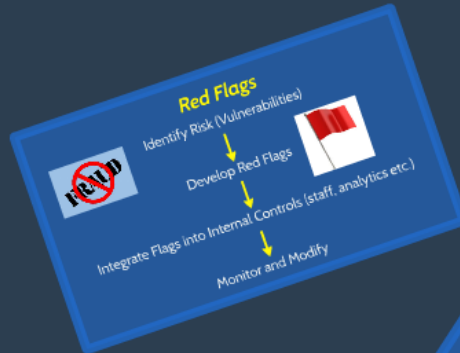 Red Flags
Identify Risk (Vulnerabilities)
FRAUD
Develop Red Flags
Integrate Flags into Internal Controls (staff, analytics etc.)
Monitor and Modify